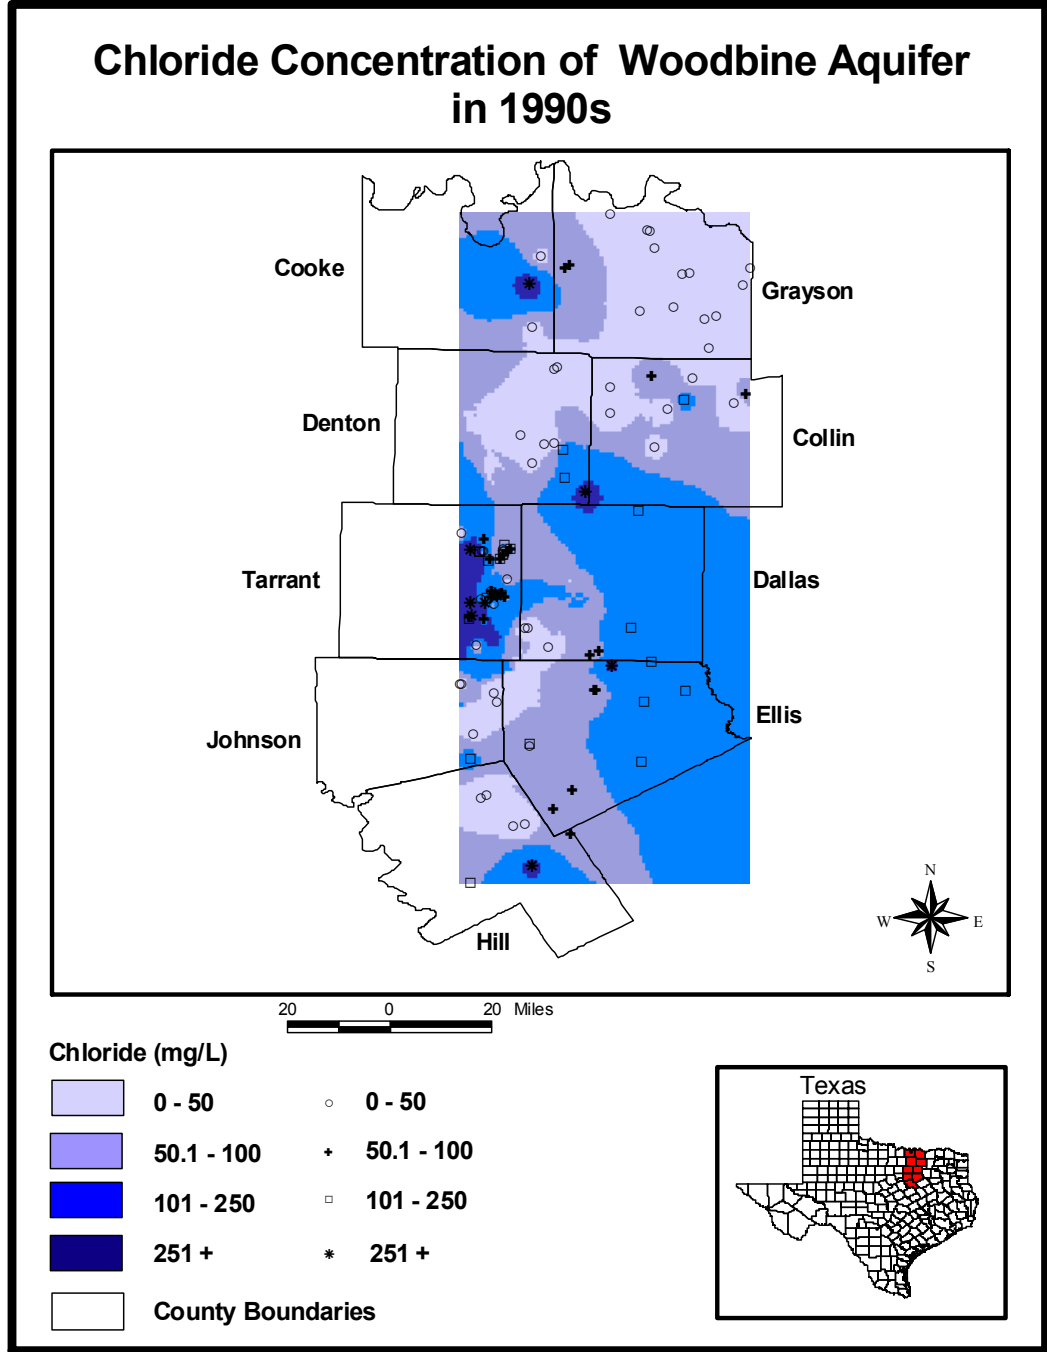 Chloride Concentration of Woodbine Aquifer
in 1990s
Cooke
Grayson
Denton
Collin
Tarrant
Dallas
Johnson
Ellis
Hill
N
W E
S
20 0 20 Miles
Chloride (mg/L)
0 - 50 0 - 50
50.1 - 100 50.1 - 100
101 - 250 101 - 250
251 + 251 +
County Boundaries
Texas